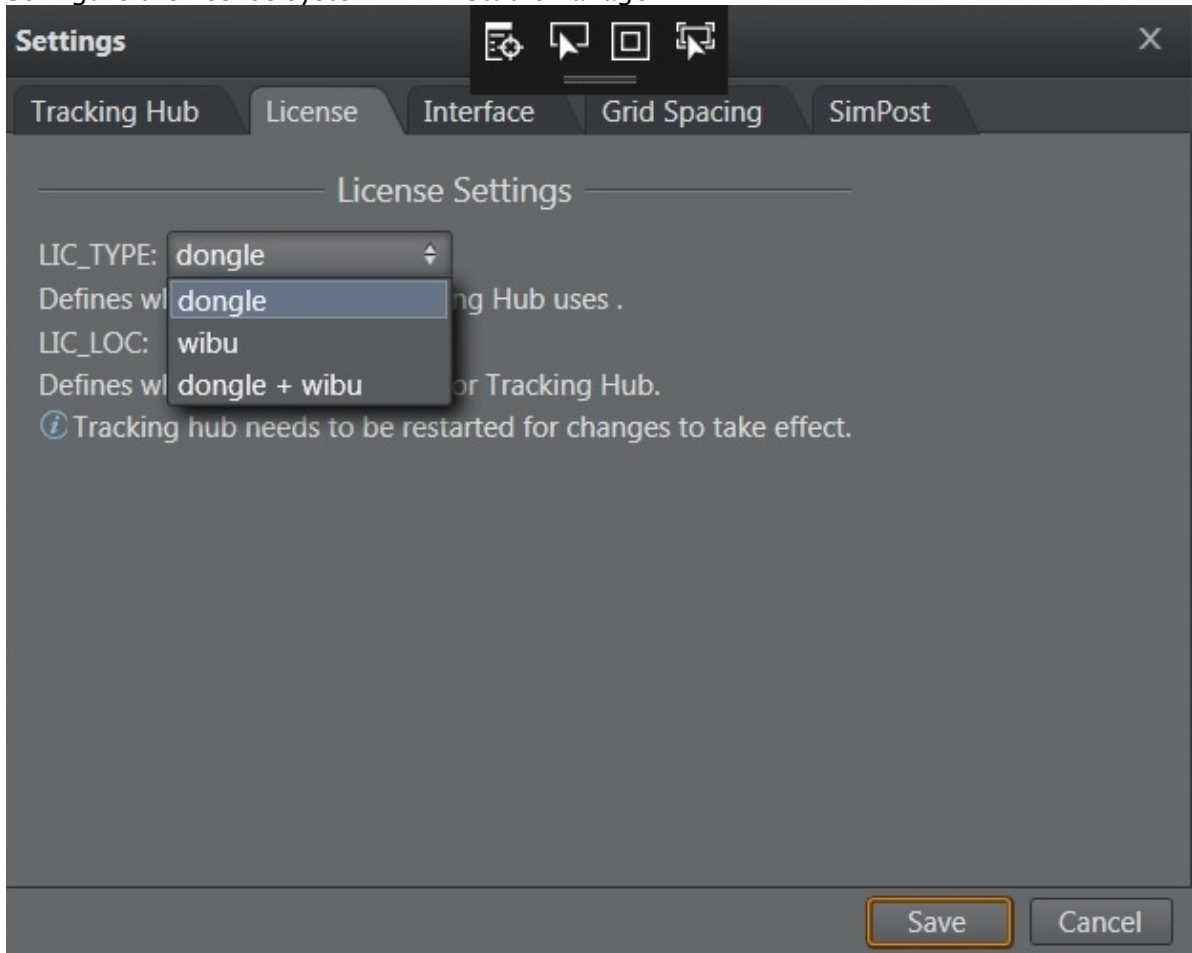 Settings
Tracking Hub License Interface Grid Spacing SimPost
License Settings
LIC_TYPE: dongle
Defines ng Hub uses .
dongle
LIC_LOC: wibu
Defines or Tracking Hub.
dongle + wibu
Tracking hub needs to be restarted for changes to take effect.
Save Cancel